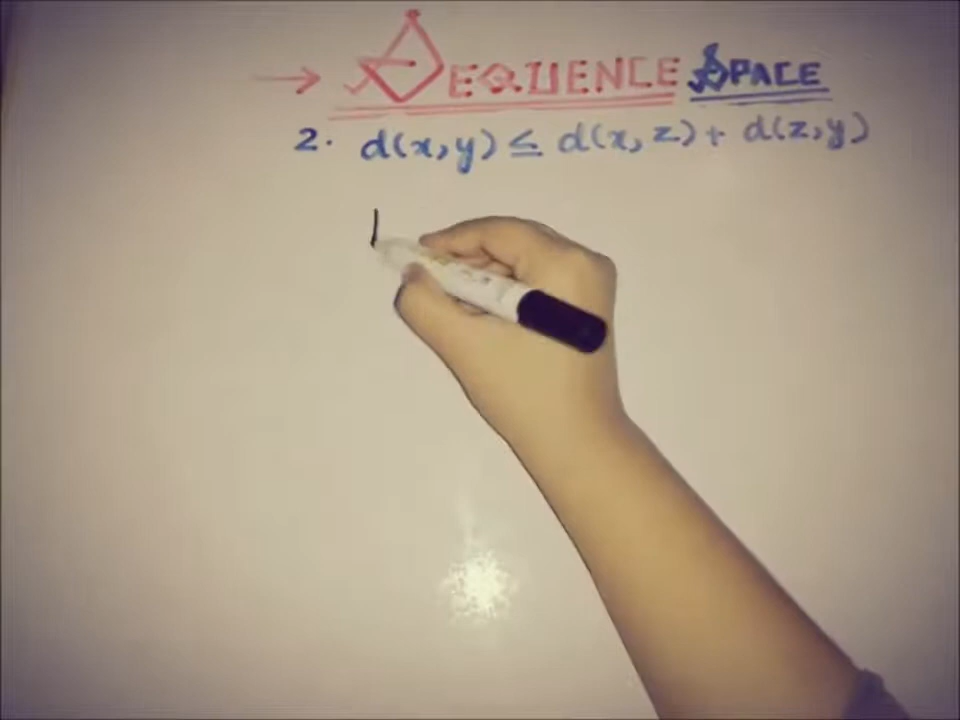 → SEQUENCE SPACE
2. d(x,y) ≤ d(x,z) + d(z,y)